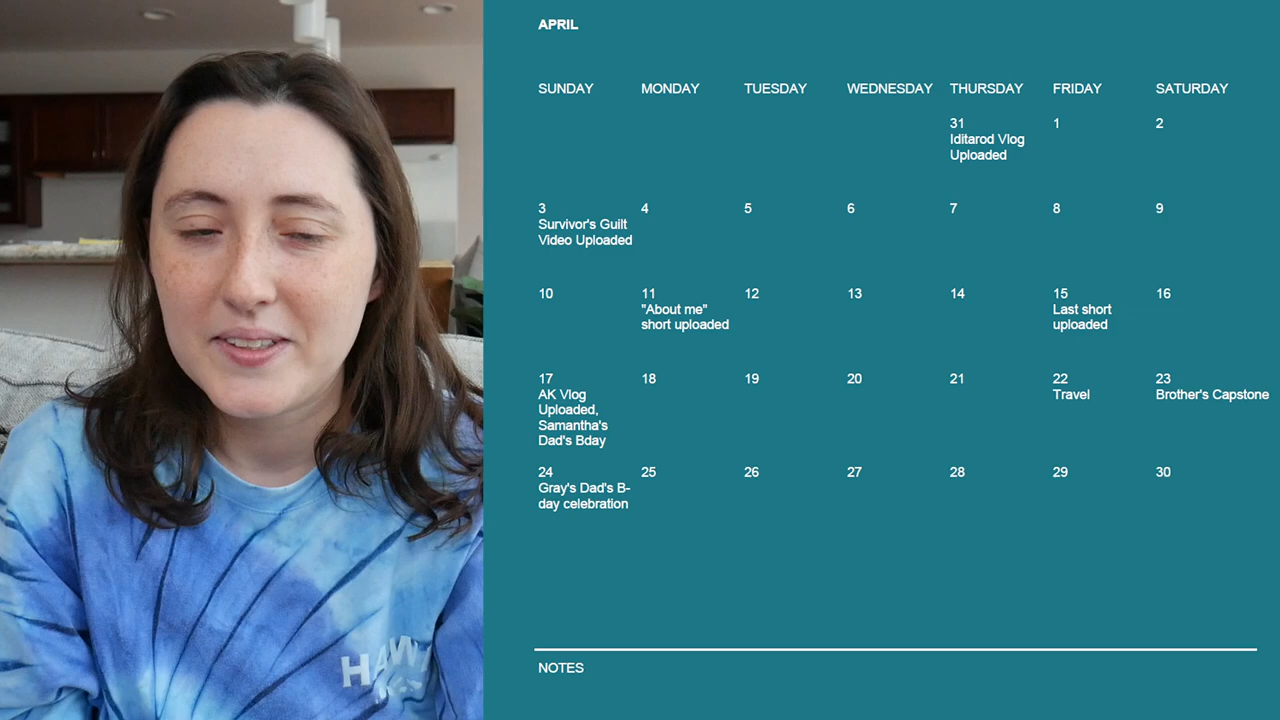 APRIL
SUNDAY MONDAY TUESDAY WEDNESDAY THURSDAY FRIDAY SATURDAY
31
Iditarod Vlog
Uploaded
1
2
3
Survivor's Guilt
Video Uploaded
4
5
6
7
8
9
10
11
"About me"
short uploaded
12
13
14
15
Last short
uploaded
16
17
AK Vlog
Uploaded,
Samantha's
Dad's Bday
18
19
20
21
22
Travel
23
Brother's Capstone
24
Gray's Dad's B-
day celebration
25
26
27
28
29
30
NOTES